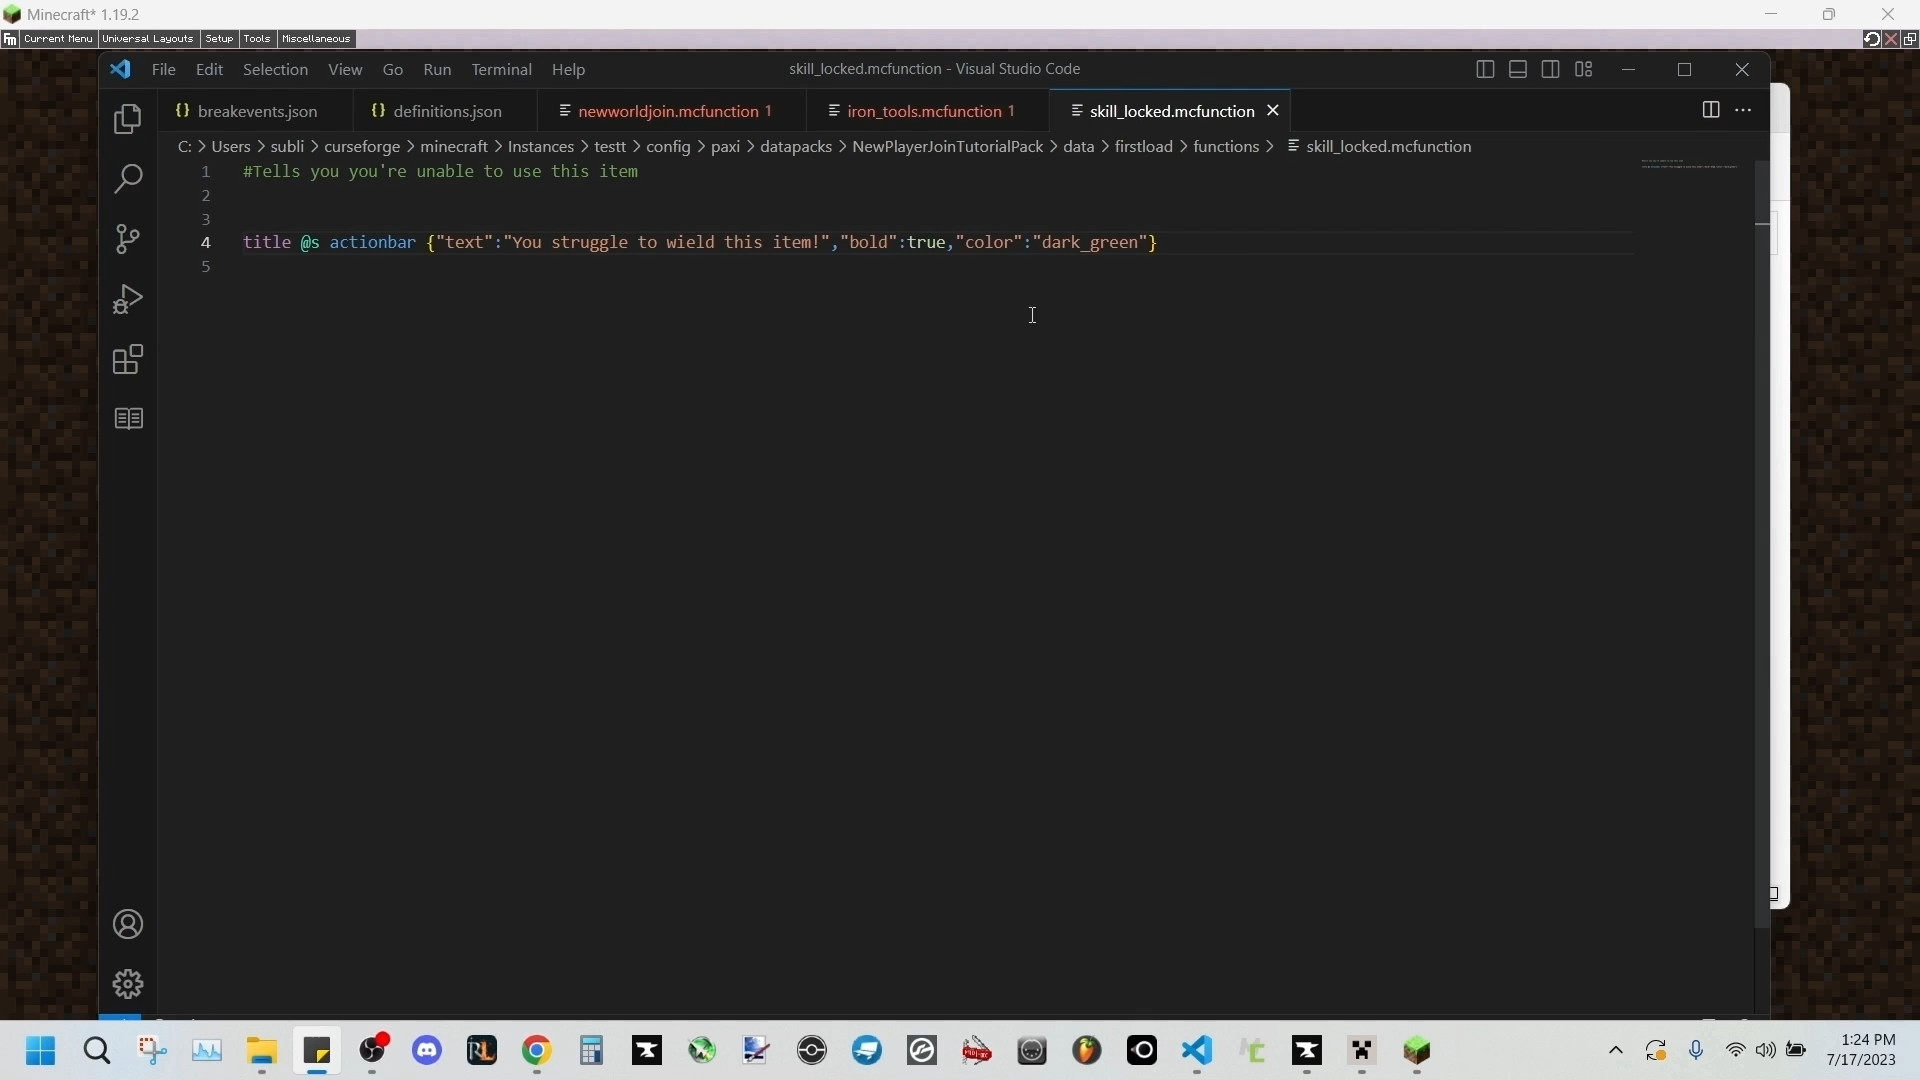 Minecraft* 1.19.2
Fm Current Menu Universal Layouts Setup Tools Miscellaneous
File Edit Selection View Go Run Terminal Help skill_locked.mcfunction - Visual Studio Code
breakevents.json definitions.json newworldjoin.mcfunction 1 iron_tools.mcfunction 1 skill_locked.mcfunction
C: > Users > subli > curseforge > minecraft > Instances > testt > config > paxi > datapacks > NewPlayerJoinTutorialPack > data > firstload > functions > skill_locked.mcfunction
1 #Tells you you're unable to use this item
2
3
4 title @s actionbar {"text":"You struggle to wield this item!","bold":true,"color":"dark_green"}
5
RL
1:24 PM
7/17/2023